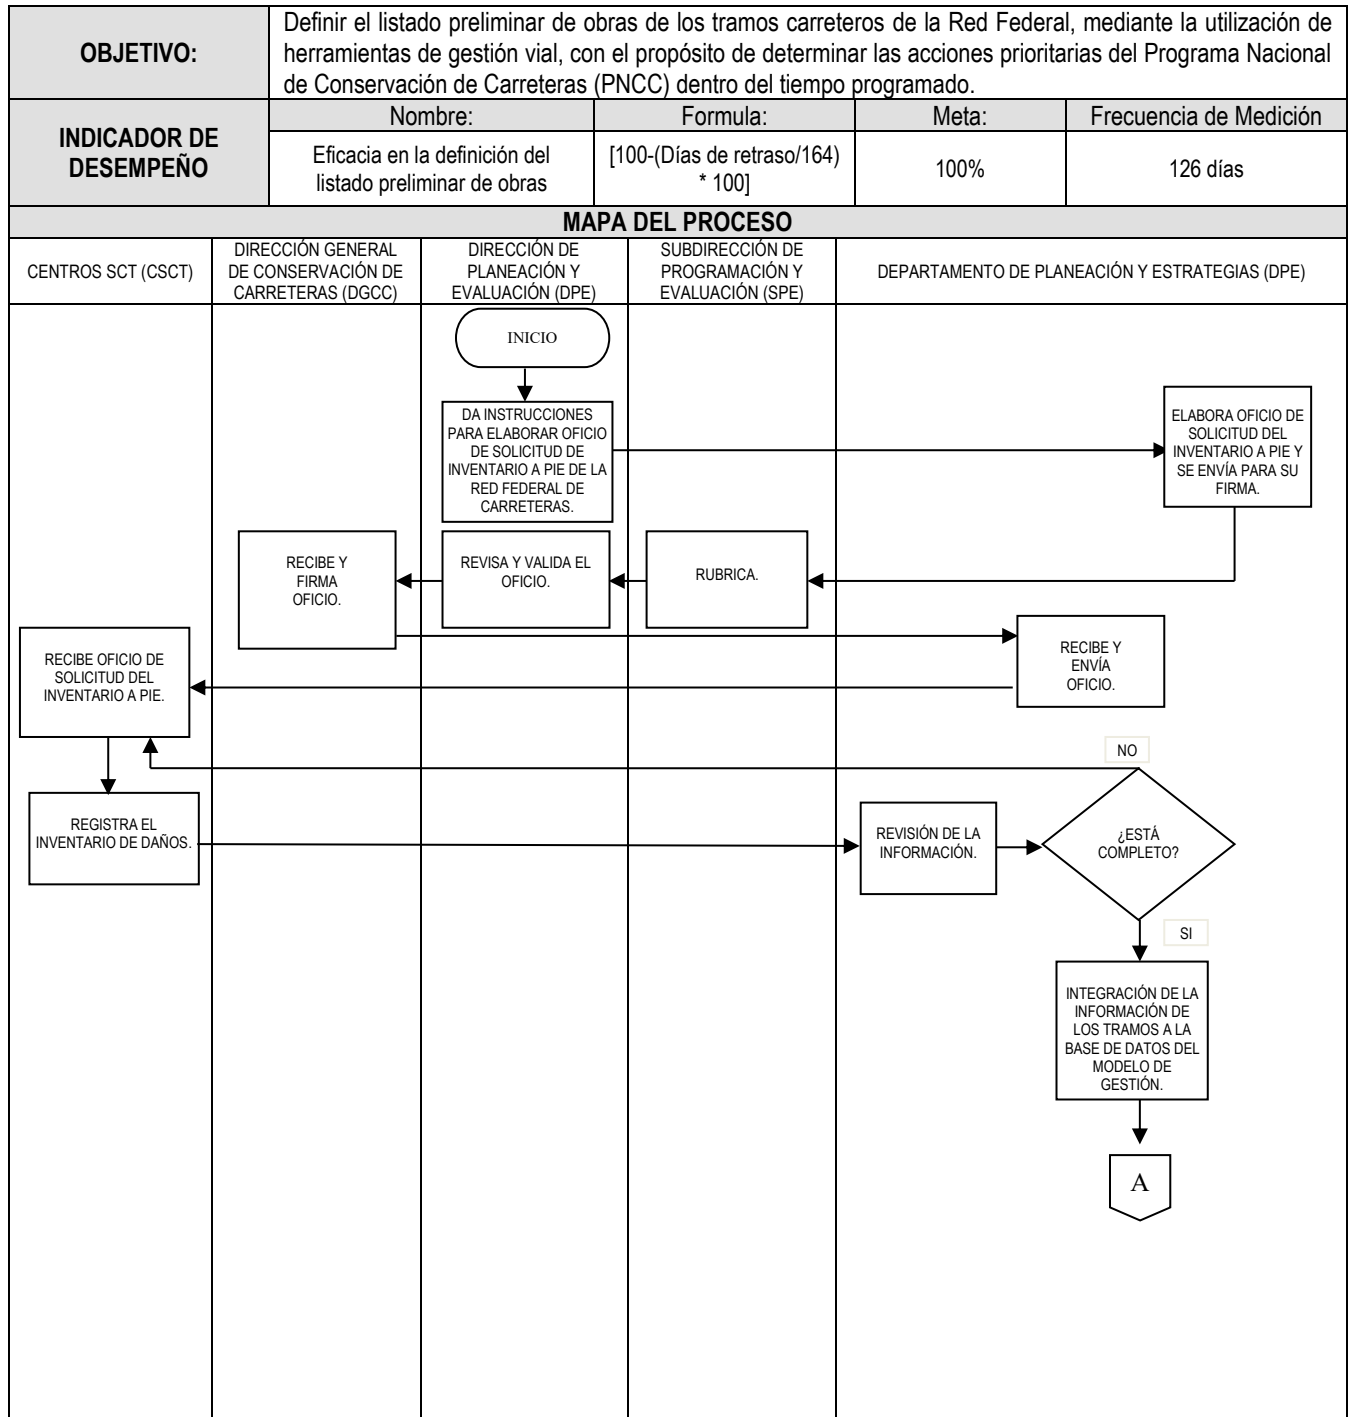 OBJETIVO:
Definir el listado preliminar de obras de los tramos carreteros de la Red Federal, mediante la utilización de
herramientas de gestión vial, con el propósito de determinar las acciones prioritarias del Programa Nacional
de Conservación de Carreteras (PNCC) dentro del tiempo programado.
INDICADOR DE
DESEMPEÑO
Nombre:
Formula:
Meta:
Frecuencia de Medición
Eficacia en la definición del
listado preliminar de obras
[100-(Días de retraso/164)
* 100]
100%
126 días
MAPA DEL PROCESO
CENTROS SCT (CSCT)
DIRECCIÓN GENERAL
DE CONSERVACIÓN DE
CARRETERAS (DGCC)
DIRECCIÓN DE
PLANEACIÓN Y
EVALUACIÓN (DPE)
SUBDIRECCIÓN DE
PROGRAMACIÓN Y
EVALUACIÓN (SPE)
DEPARTAMENTO DE PLANEACIÓN Y ESTRATEGIAS (DPE)
INICIO
DA INSTRUCCIONES
PARA ELABORAR OFICIO
DE SOLICITUD DE
INVENTARIO A PIE DE LA
RED FEDERAL DE
CARRETERAS.
ELABORA OFICIO DE
SOLICITUD DEL
INVENTARIO A PIE Y
SE ENVÍA PARA SU
FIRMA.
RECIBE Y
FIRMA
OFICIO.
REVISA Y VALIDA EL
OFICIO.
RUBRICA.
RECIBE Y
ENVÍA
OFICIO.
RECIBE OFICIO DE
SOLICITUD DEL
INVENTARIO A PIE.
NO
REGISTRA EL
INVENTARIO DE DAÑOS.
REVISIÓN DE LA
INFORMACIÓN.
¿ESTÁ
COMPLETO?
SI
INTEGRACIÓN DE LA
INFORMACIÓN DE
LOS TRAMOS A LA
BASE DE DATOS DEL
MODELO DE
GESTIÓN.
A